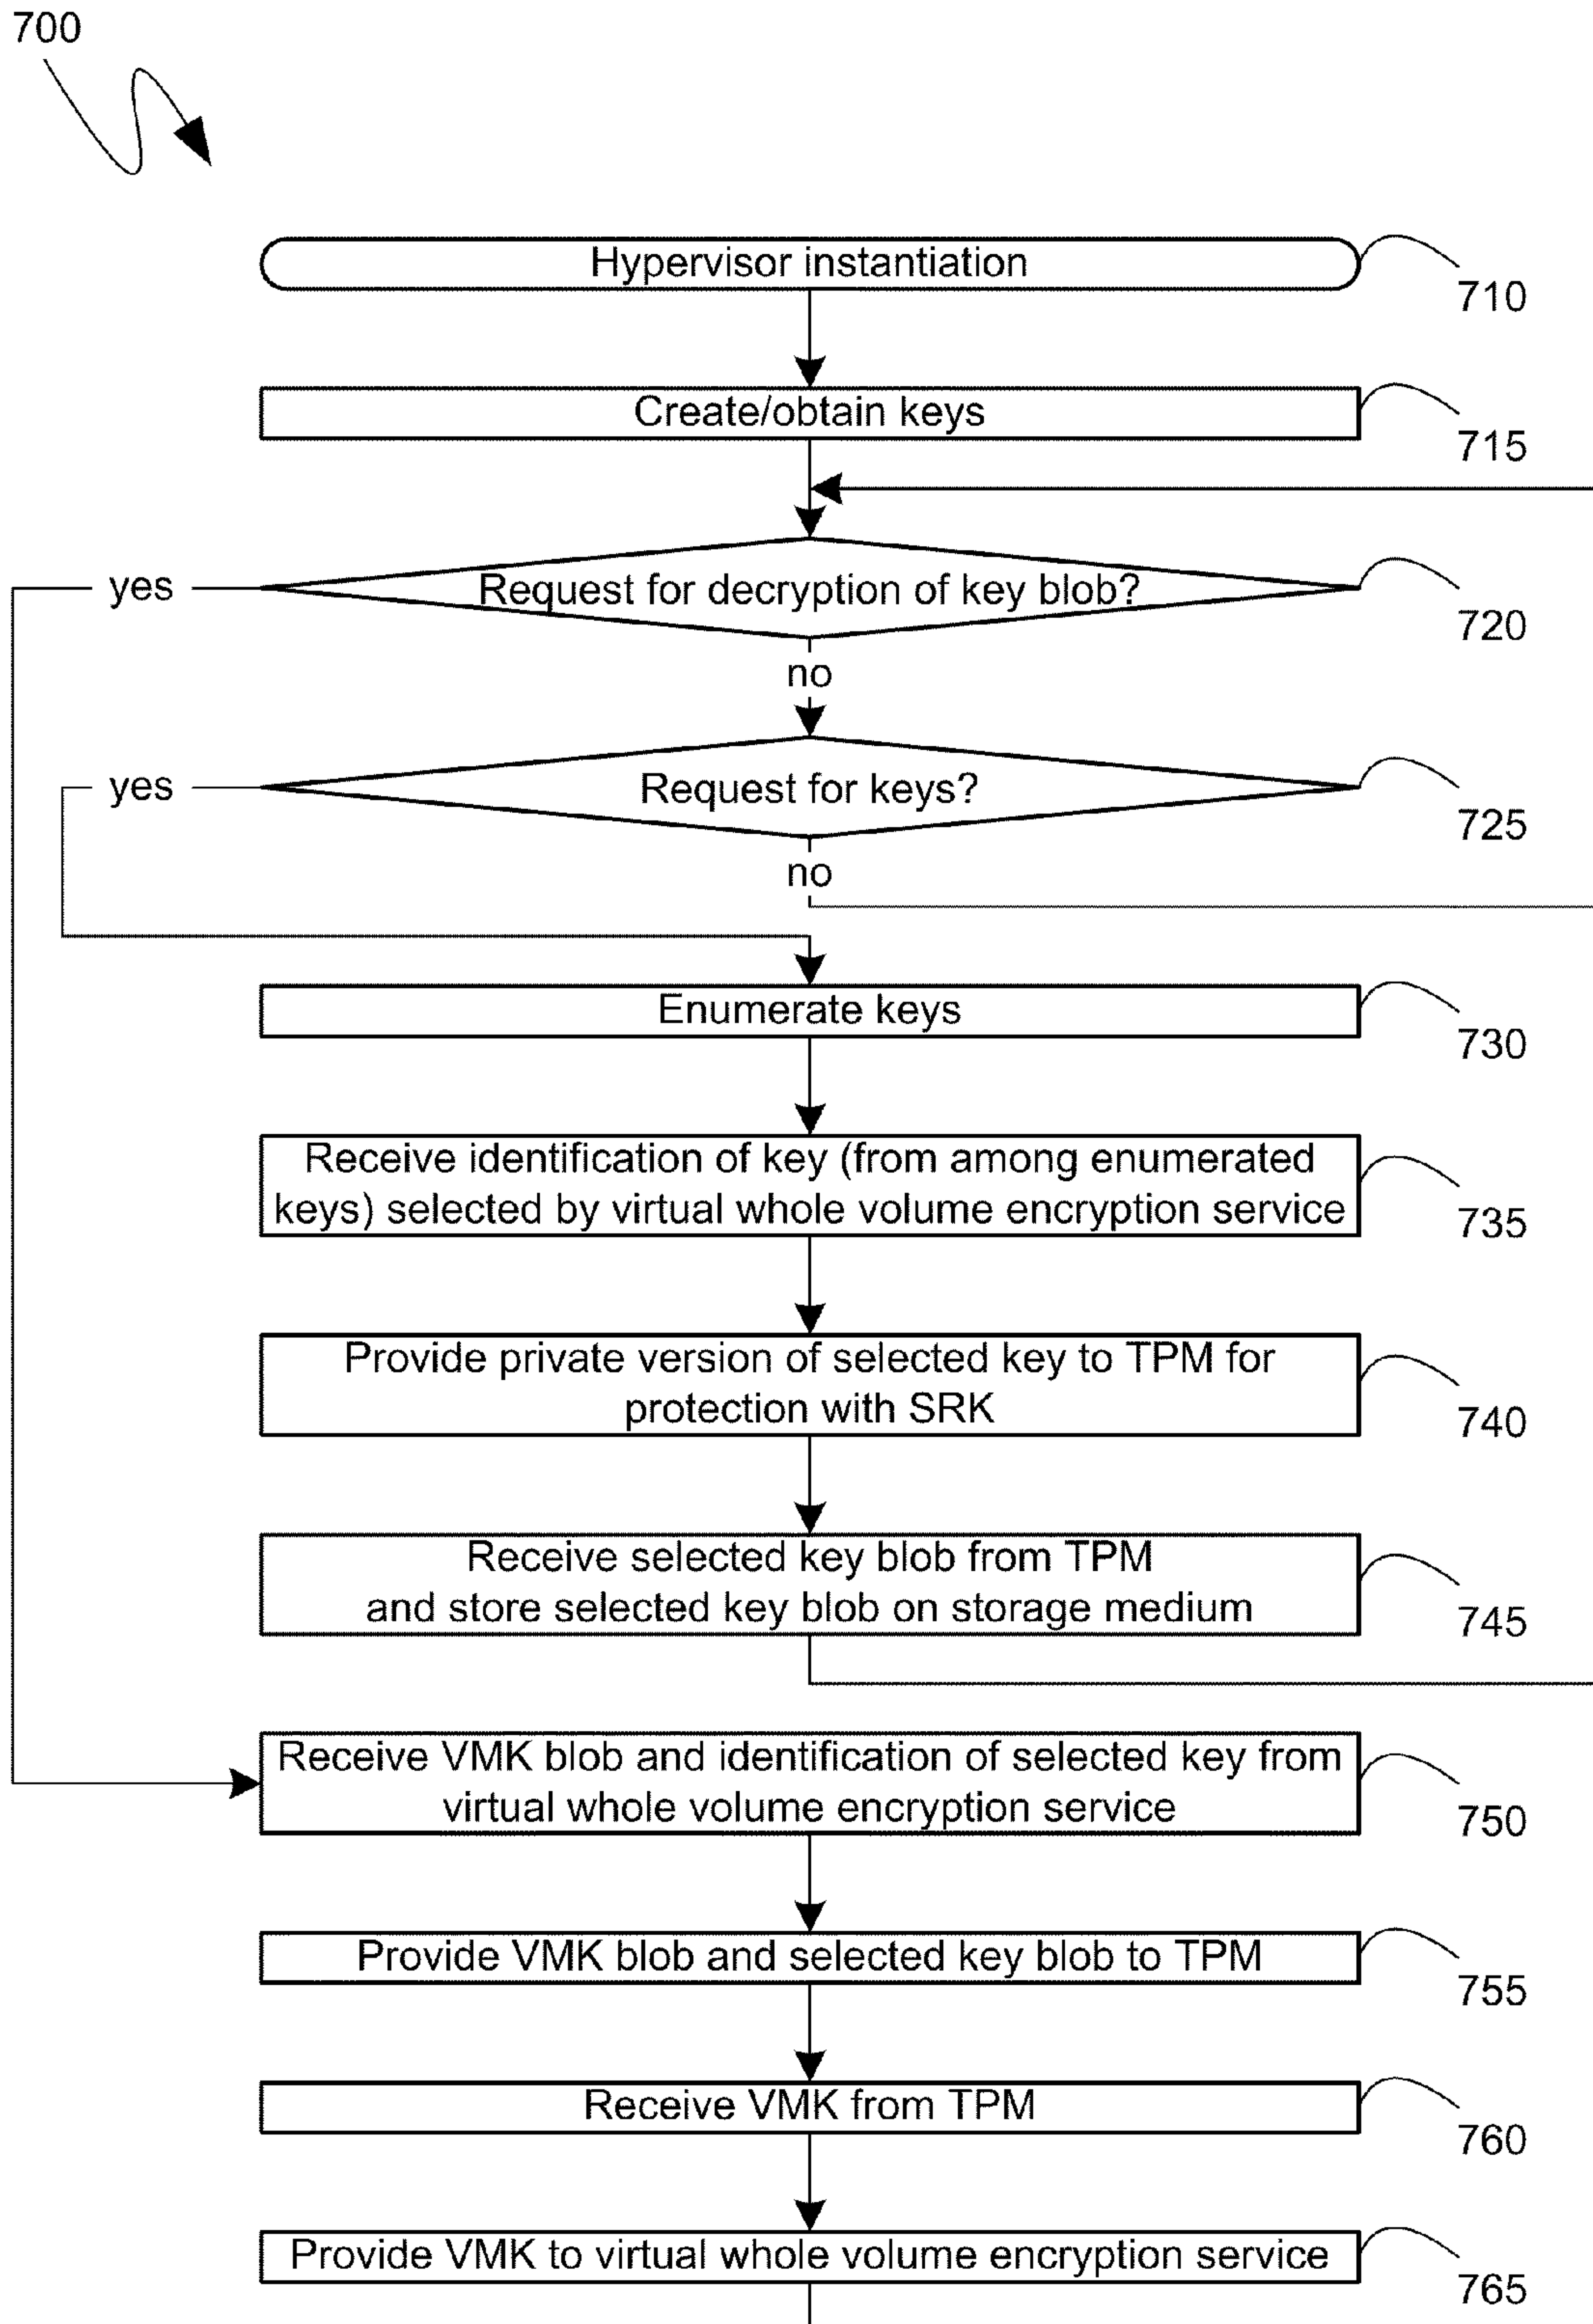 700
Hypervisor instantiation
710
Create/obtain keys
715
yes
Request for decryption of key blob?
720
no
yes
Request for keys?
725
no
Enumerate keys
730
Receive identification of key (from among enumerated
keys) selected by virtual whole volume encryption service
735
Provide private version of selected key to TPM for
protection with SRK
740
Receive selected key blob from TPM
and store selected key blob on storage medium
745
Receive VMK blob and identification of selected key from
virtual whole volume encryption service
750
Provide VMK blob and selected key blob to TPM
755
Receive VMK from TPM
760
Provide VMK to virtual whole volume encryption service
765